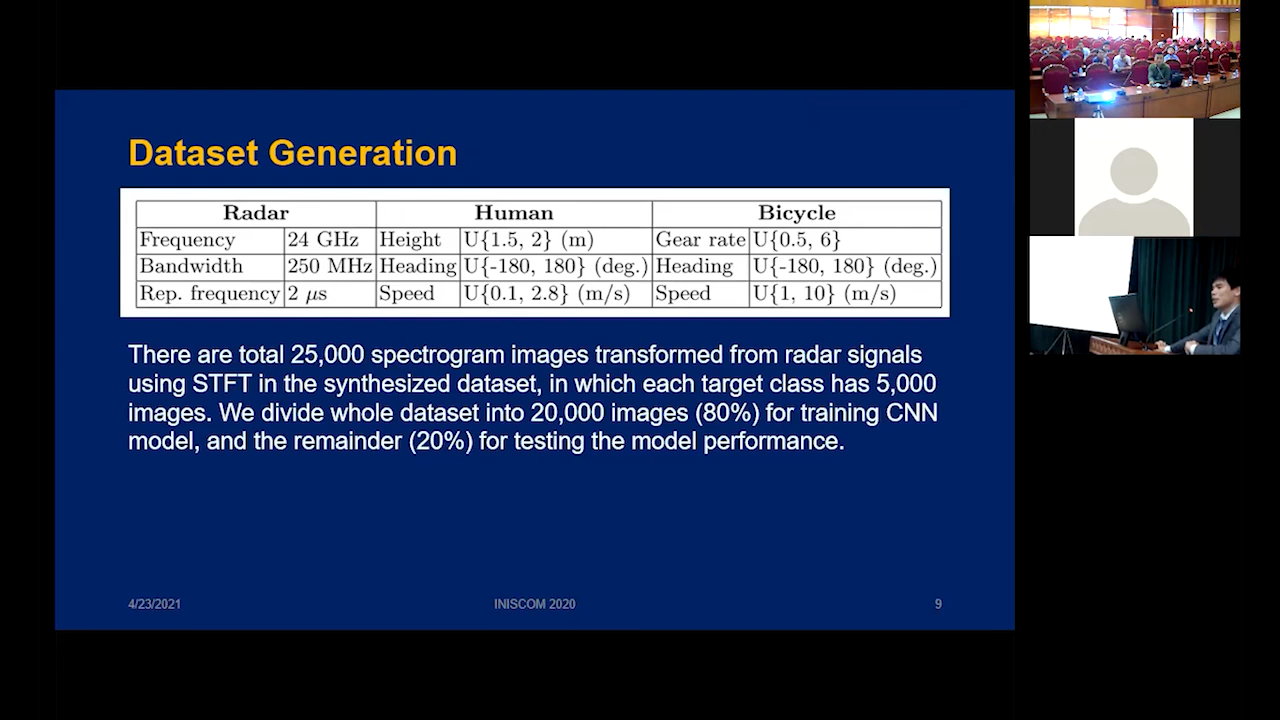 Dataset Generation
Radar Human Bicycle
Frequency 24 GHz Height U{1.5, 2} (m) Gear rate U{0.5, 6}
Bandwidth 250 MHz Heading U{-180, 180} (deg.) Heading U{-180, 180} (deg.)
Rep. frequency 2 μs Speed U{0.1, 2.8} (m/s) Speed U{1, 10} (m/s)
There are total 25,000 spectrogram images transformed from radar signals
using STFT in the synthesized dataset, in which each target class has 5,000
images. We divide whole dataset into 20,000 images (80%) for training CNN
model, and the remainder (20%) for testing the model performance.
4/23/2021 INISCOM 2020 9